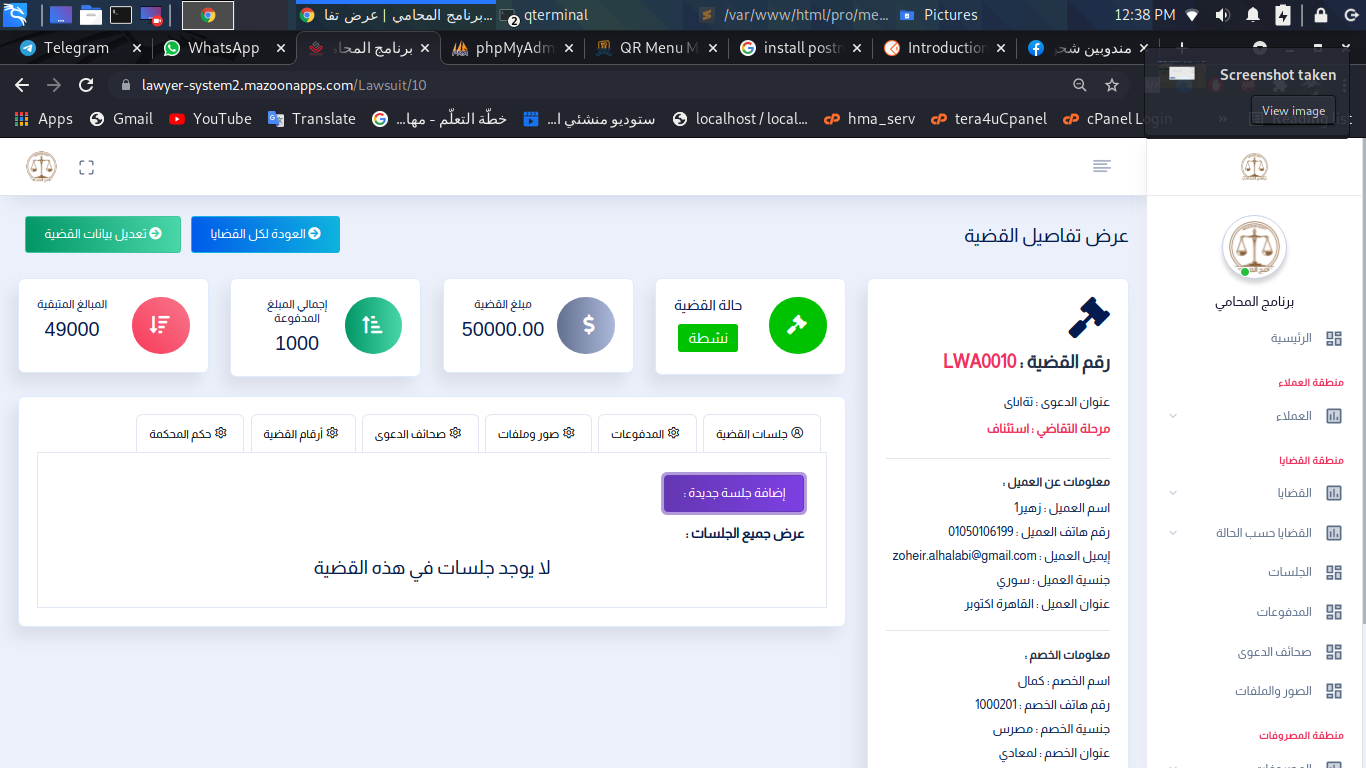 برنامج المحامي | عرض تفا...
2 qterminal
/var/www/html/pro/me...
Pictures
12:38 PM
Telegram
WhatsApp
برنامج المحا
phpMyAdm
QR Menu M
install postm
Introduction
مندوبين شح
lawyer-system2.mazoonapps.com/Lawsuit/10
Screenshot taken
View image
Apps
Gmail
YouTube
Translate
خطّة التعلّم - مها...
ستوديو منشئي ا...
localhost / local...
hma_serv
tera4uCpanel
cPanel Login
»
Reading list
عرض تفاصيل القضية
العودة لكل القضايا
تعديل بيانات القضية
حالة القضية
نشطة
مبلغ القضية
50000.00
إجمالي المبلغ
المدفوعة
1000
المبالغ المتبقية
49000
رقم القضية : LWA0010
عنوان الدعوى : تةاىاى
مرحلة التقاضي : استئناف
معلومات عن العميل :
اسم العميل : زهير1
رقم هاتف العميل : 01050106199
إيميل العميل : zoheir.alhalabi@gmail.com
جنسية العميل : سوري
عنوان العميل : القاهرة اكتوبر
معلومات الخصم :
اسم الخصم : كمال
رقم هاتف الخصم : 1000201
جنسية الخصم : مصرس
عنوان الخصم : لمعادي
جلسات القضية
المدفوعات
صور وملفات
صحائف الدعوى
أرقام القضية
حكم المحكمة
إضافة جلسة جديدة :
عرض جميع الجلسات :
لا يوجد جلسات في هذه القضية
برنامج المحامي
الرئيسية
منطقة العملاء
العملاء
منطقة القضايا
القضايا
القضايا حسب الحالة
الجلسات
المدفوعات
صحائف الدعوى
الصور والملفات
منطقة المصروفات